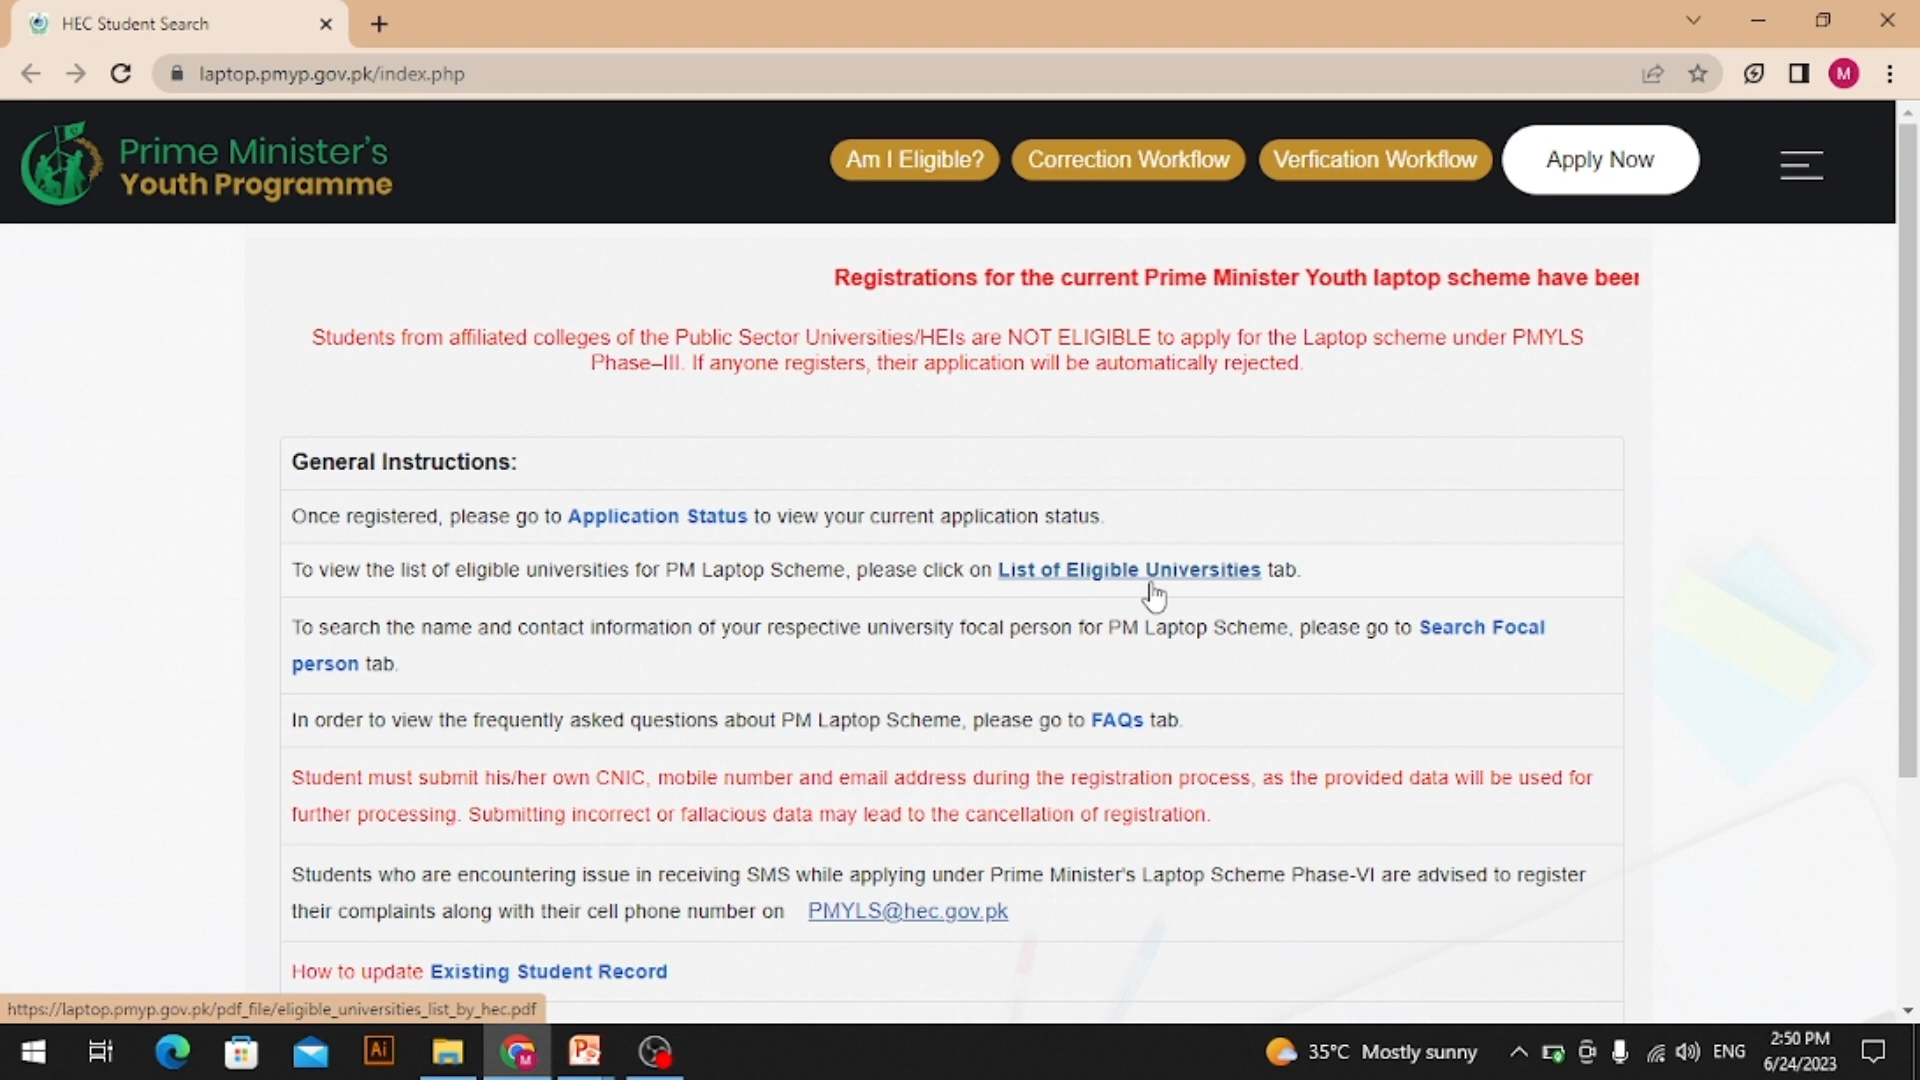 HEC Student Search
laptop.pmyp.gov.pk/index.php
M
Prime Minister's
Youth Programme
Am I Eligible?
Correction Workflow
Verfication Workflow
Apply Now
Registrations for the current Prime Minister Youth laptop scheme have been
Students from affiliated colleges of the Public Sector Universities/HEIs are NOT ELIGIBLE to apply for the Laptop scheme under PMYLS
Phase–III. If anyone registers, their application will be automatically rejected.
General Instructions:
Once registered, please go to Application Status to view your current application status.
To view the list of eligible universities for PM Laptop Scheme, please click on List of Eligible Universities tab.
To search the name and contact information of your respective university focal person for PM Laptop Scheme, please go to Search Focal
person tab.
In order to view the frequently asked questions about PM Laptop Scheme, please go to FAQs tab.
Student must submit his/her own CNIC, mobile number and email address during the registration process, as the provided data will be used for
further processing. Submitting incorrect or fallacious data may lead to the cancellation of registration.
Students who are encountering issue in receiving SMS while applying under Prime Minister's Laptop Scheme Phase-VI are advised to register
their complaints along with their cell phone number on PMYLS@hec.gov.pk
How to update Existing Student Record
https://laptop.pmyp.gov.pk/pdf_file/eligible_universities_list_by_hec.pdf
Ai
M
P
35°C Mostly sunny
ENG
2:50 PM
6/24/2023